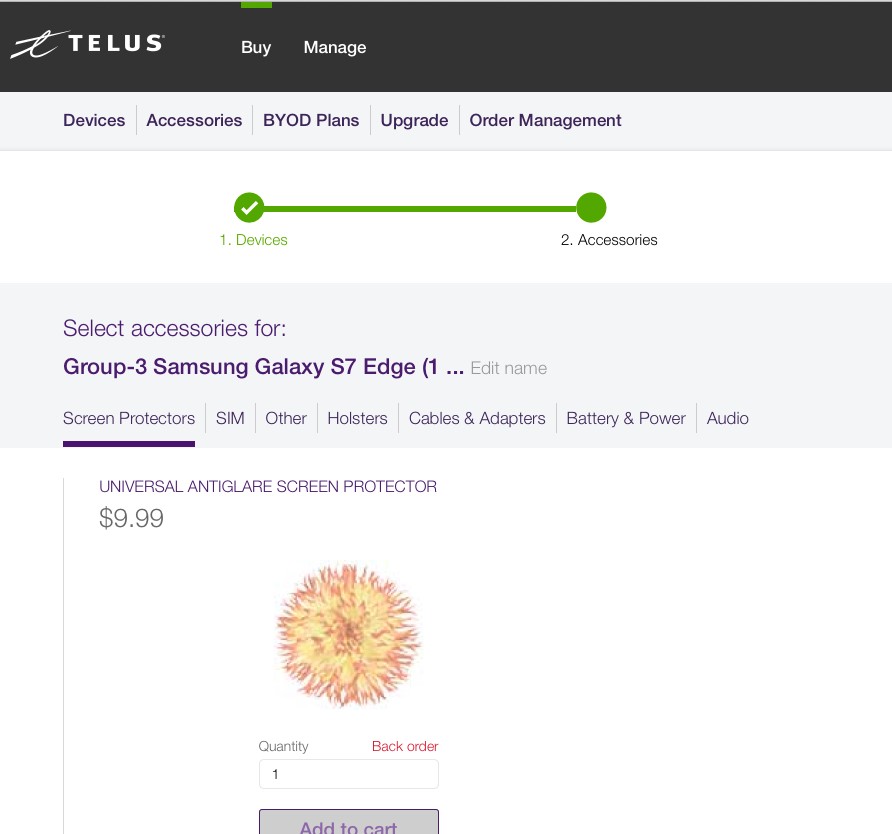 TELUS
Buy Manage
Devices Accessories BYOD Plans Upgrade Order Management
1. Devices 2. Accessories
Select accessories for:
Group-3 Samsung Galaxy S7 Edge (1 ... Edit name
Screen Protectors SIM Other Holsters Cables & Adapters Battery & Power Audio
UNIVERSAL ANTIGLARE SCREEN PROTECTOR
$9.99
Quantity Back order
1
Add to cart